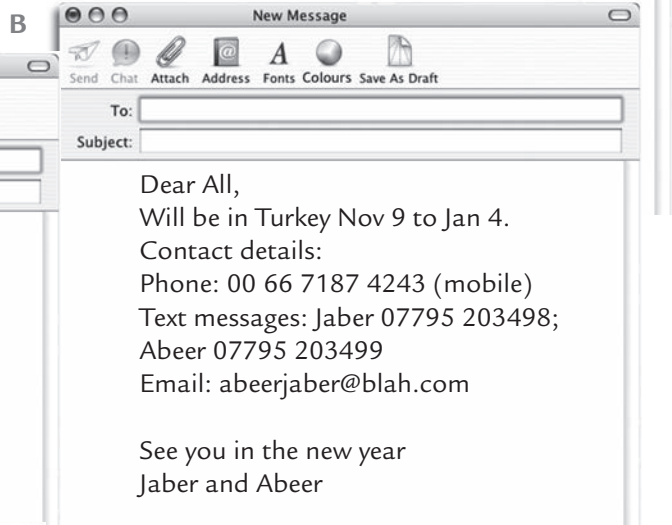 B
New Message
Send Chat Attach Address Fonts Colours Save As Draft
To:
Subject:
Dear All,
Will be in Turkey Nov 9 to Jan 4.
Contact details:
Phone: 00 66 7187 4243 (mobile)
Text messages: Jaber 07795 203498;
Abeer 07795 203499
Email: abeerjaber@blah.com
See you in the new year
Jaber and Abeer